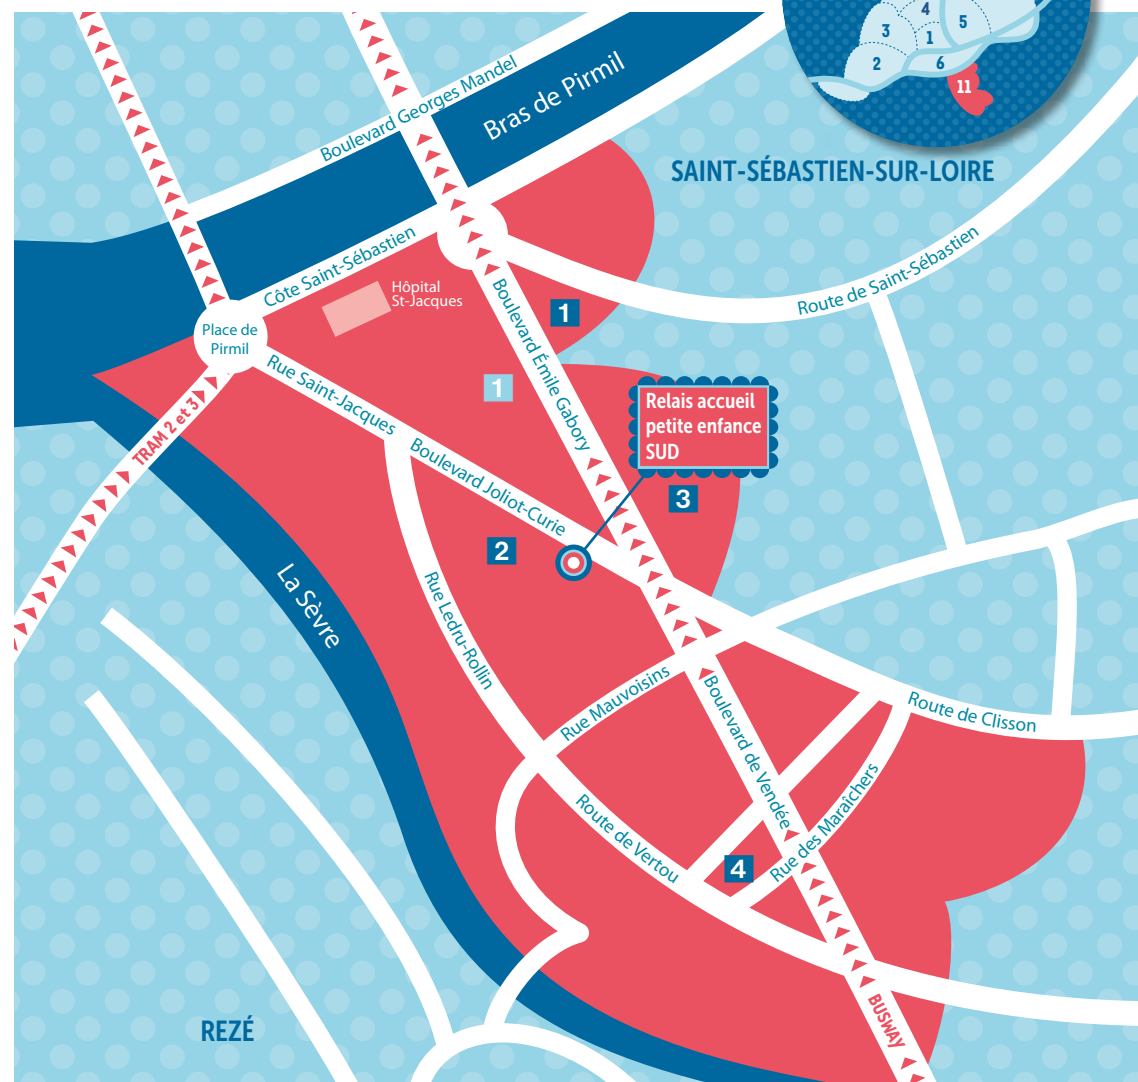 4
5
3
1
2
6
11
Boulevard Georges Mandel
Bras de Pirmil
SAINT-SÉBASTIEN-SUR-LOIRE
Côte Saint-Sébastien
Route de Saint-Sébastien
Hôpital
St-Jacques
Place de
Pirmil
1
Boulevard Émile Gabory
Rue Saint-Jacques
1
Relais accueil
petite enfance
SUD
TRAM 2 et 3
Boulevard Joliot-Curie
3
2
La Sèvre
Rue Ledru-Rollin
Rue Mauvoisins
Boulevard de Vendée
Route de Clisson
Route de Vertou
Rue des Maraîchers
4
REZÉ
BUSWAY